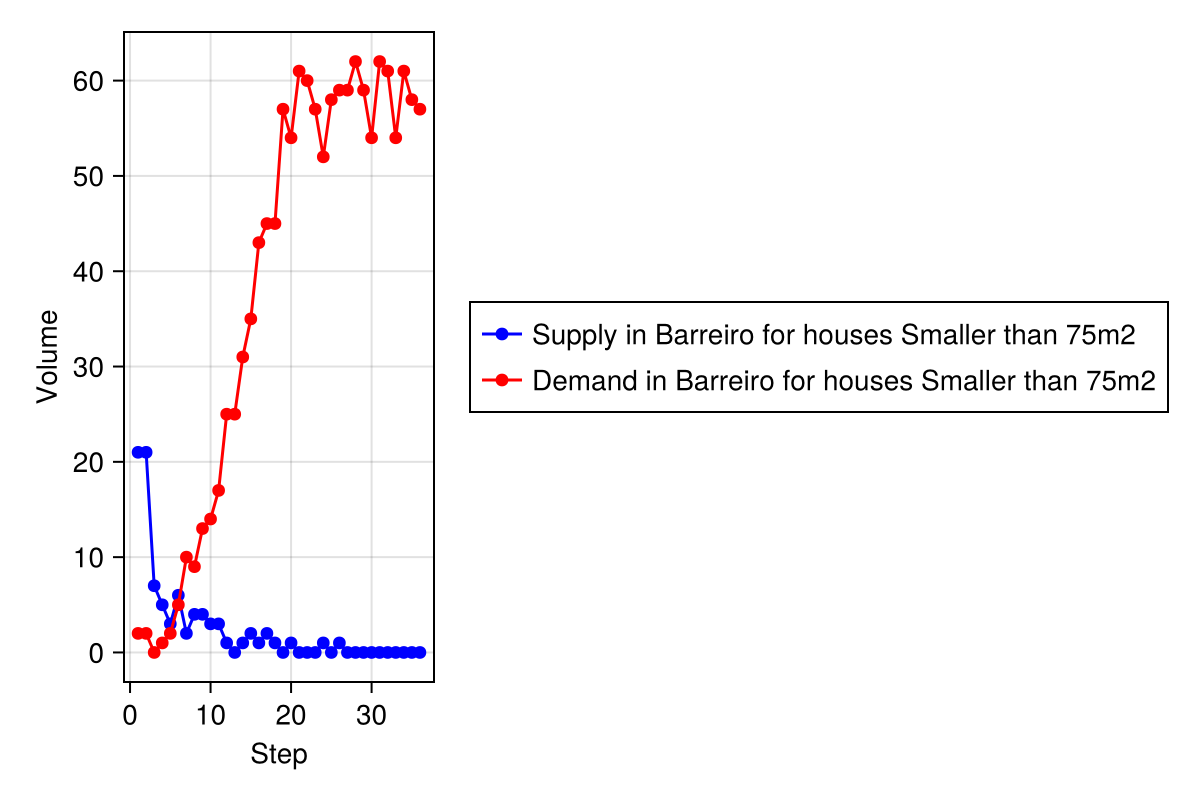 60
50
40
30
20
10
0
Volume
0 10 20 30
Step
Supply in Barreiro for houses Smaller than 75m2
Demand in Barreiro for houses Smaller than 75m2